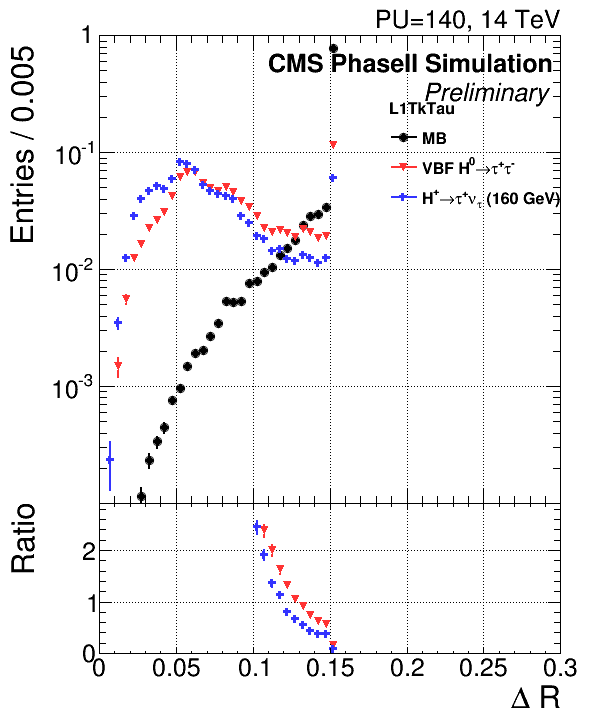 PU=140, 14 TeV
CMS PhaseII Simulation
Preliminary
L1TkTau
MB
VBF H⁰→τ⁺τ⁻
H⁺→τ⁺ντ (160 GeV)
Entries / 0.005
1
10⁻¹
10⁻²
10⁻³
Ratio
2
1
0
0 0.05 0.1 0.15 0.2 0.25 0.3
Δ R